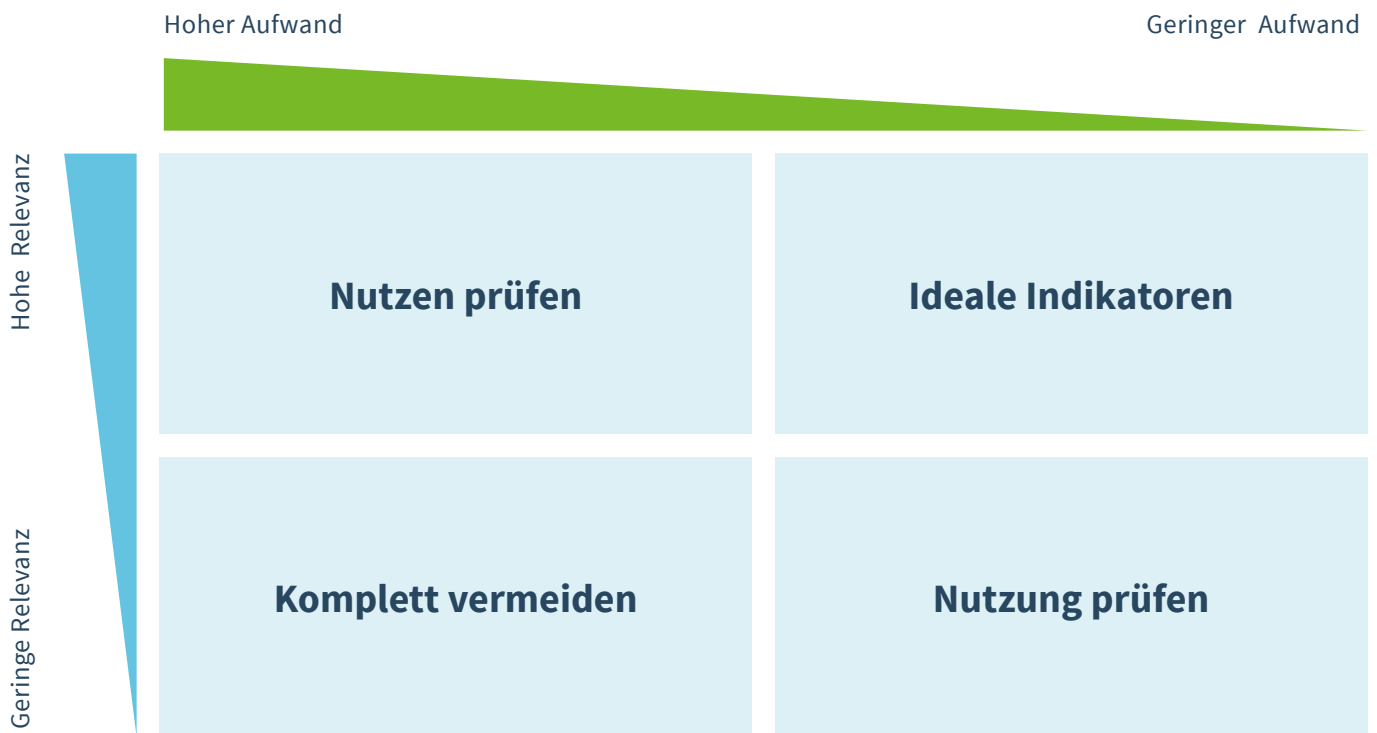 Hoher Aufwand
Geringer Aufwand
Hohe Relevanz
Nutzen prüfen
Ideale Indikatoren
Geringe Relevanz
Komplett vermeiden
Nutzung prüfen